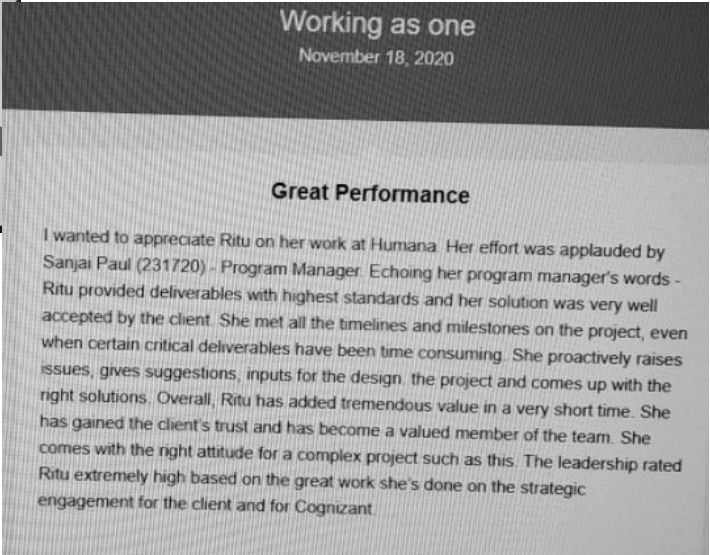 Working as one
November 18, 2020
Great Performance
I wanted to appreciate Ritu on her work at Humana. Her effort was applauded by
Sanjai Paul (231720) - Program Manager. Echoing her program manager's words -
Ritu provided deliverables with highest standards and her solution was very well
accepted by the client. She met all the timelines and milestones on the project, even
when certain critical deliverables have been time consuming. She proactively raises
issues, gives suggestions, inputs for the design the project and comes up with the
right solutions. Overall, Ritu has added tremendous value in a very short time. She
has gained the client's trust and has become a valued member of the team. She
comes with the right attitude for a complex project such as this. The leadership rated
Ritu extremely high based on the great work she's done on the strategic
engagement for the client and for Cognizant